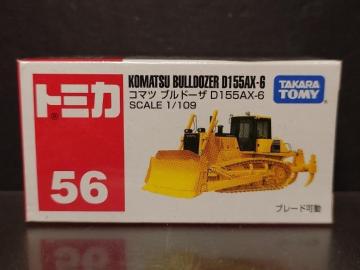 トミカ
56
KOMATSU BULLDOZER D155AX-6
コマツ ブルドーザ D155AX-6
SCALE 1/109
TAKARA
TOMY
ブレード可動